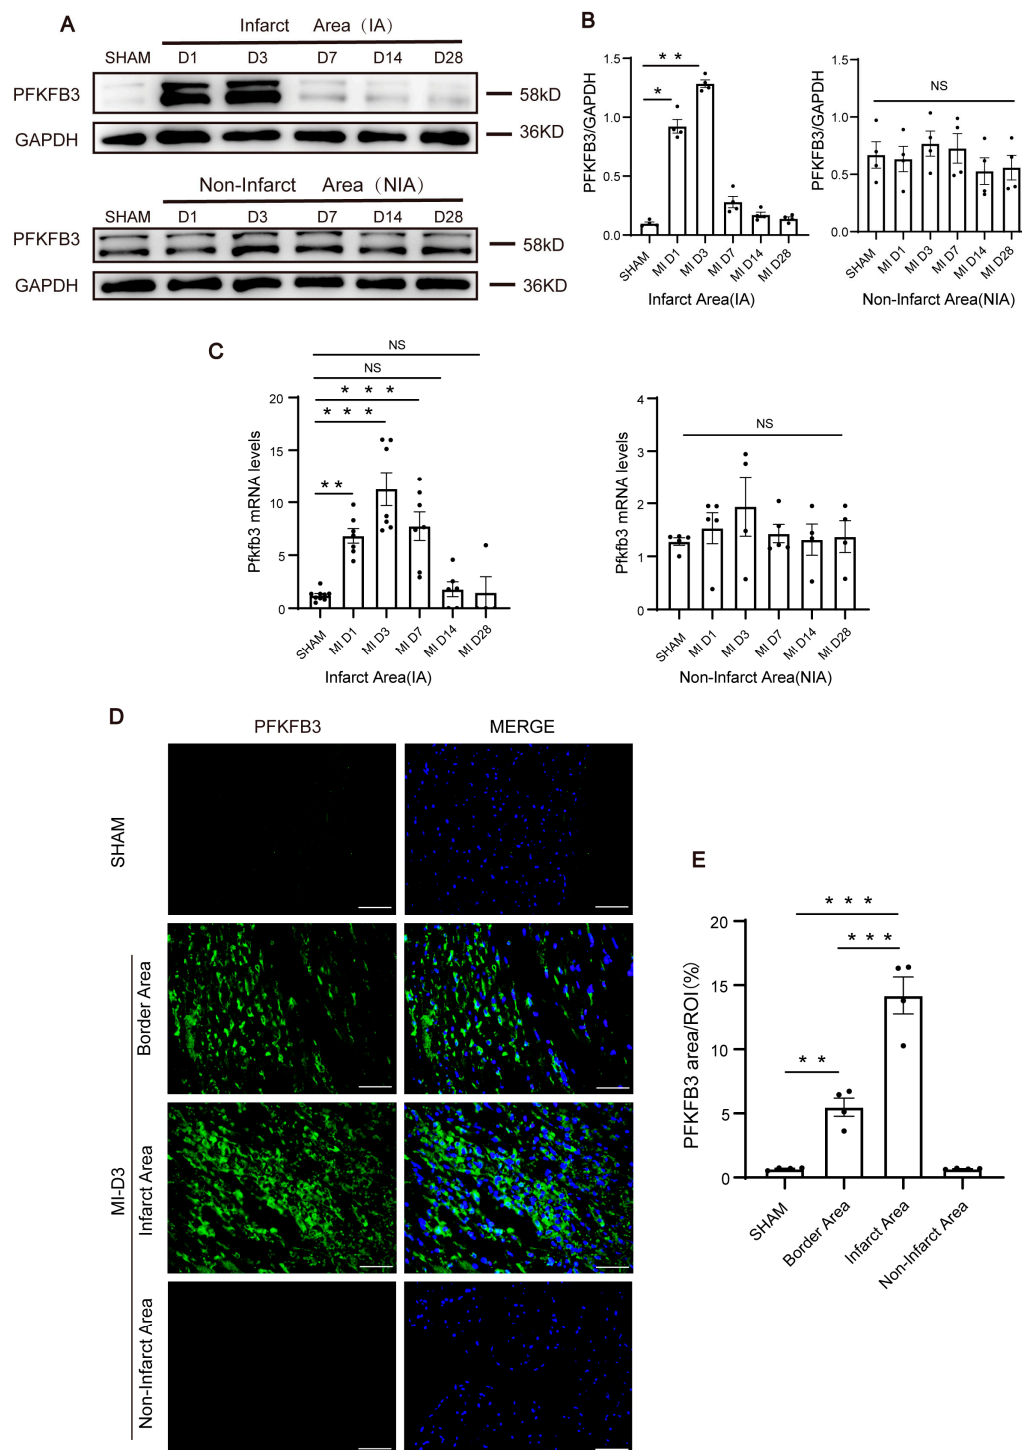 A
Infarct Area（IA）
SHAM D1 D3 D7 D14 D28
PFKFB3
58kD
GAPDH
36KD
Non-Infarct Area（NIA）
SHAM D1 D3 D7 D14 D28
PFKFB3
58kD
GAPDH
36KD
B
PFKFB3/GAPDH
1.5
1.0
0.5
0.0
* *
*
SHAM
MI D1
MI D3
MI D7
MI D14
MI D28
Infarct Area(IA)
PFKFB3/GAPDH
1.5
1.0
0.5
0.0
NS
SHAM
MI D1
MI D3
MI D7
MI D14
MI D28
Non-Infarct Area(NIA)
C
Pfkfb3 mRNA levels
20
15
10
5
0
NS
NS
* * *
* * *
* *
SHAM
MI D1
MI D3
MI D7
MI D14
MI D28
Infarct Area(IA)
Pfkfb3 mRNA levels
4
3
2
1
0
NS
SHAM
MI D1
MI D3
MI D7
MI D14
MI D28
Non-Infarct Area(NIA)
D
PFKFB3 MERGE
SHAM
MI-D3
Border Area
Infarct Area
Non-Infarct Area
E
PFKFB3 area/ROI(%)
20
15
10
5
0
* * *
* * *
* *
SHAM
Border Area
Infarct Area
Non-Infarct Area